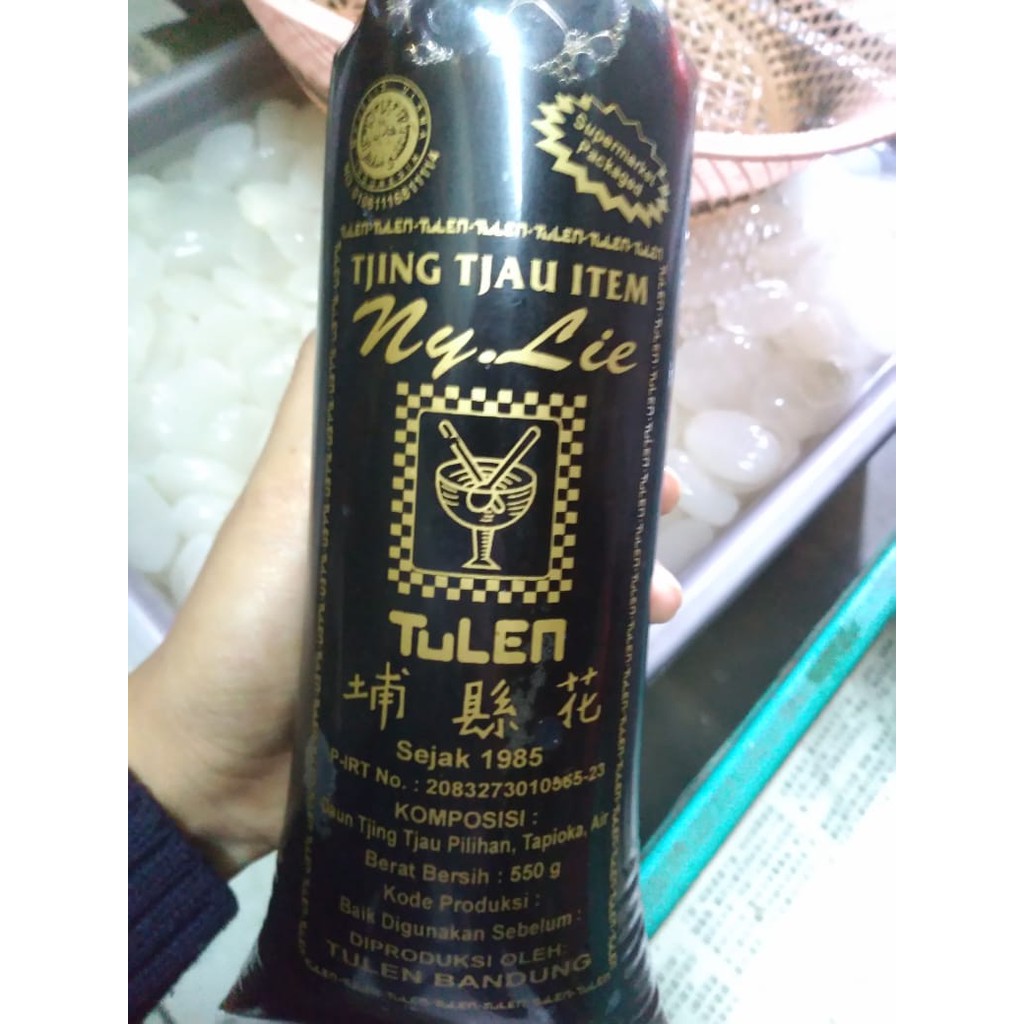 Supermarket
Packaged
TULEN-TULEN-TULEN-TULEN-TULEN-TULEN-TULEN
TJING TJAU ITEM
Ny.Lie
TULEN
埔縣花
Sejak 1985
P-IRT No. : 2083273010565-23
KOMPOSISI :
Daun Tjing Tjau Pilihan, Tapioka, Air
Berat Bersih : 550 g
Kode Produksi :
Baik Digunakan Sebelum :
DIPRODUKSI OLEH:
TULEN BANDUNG